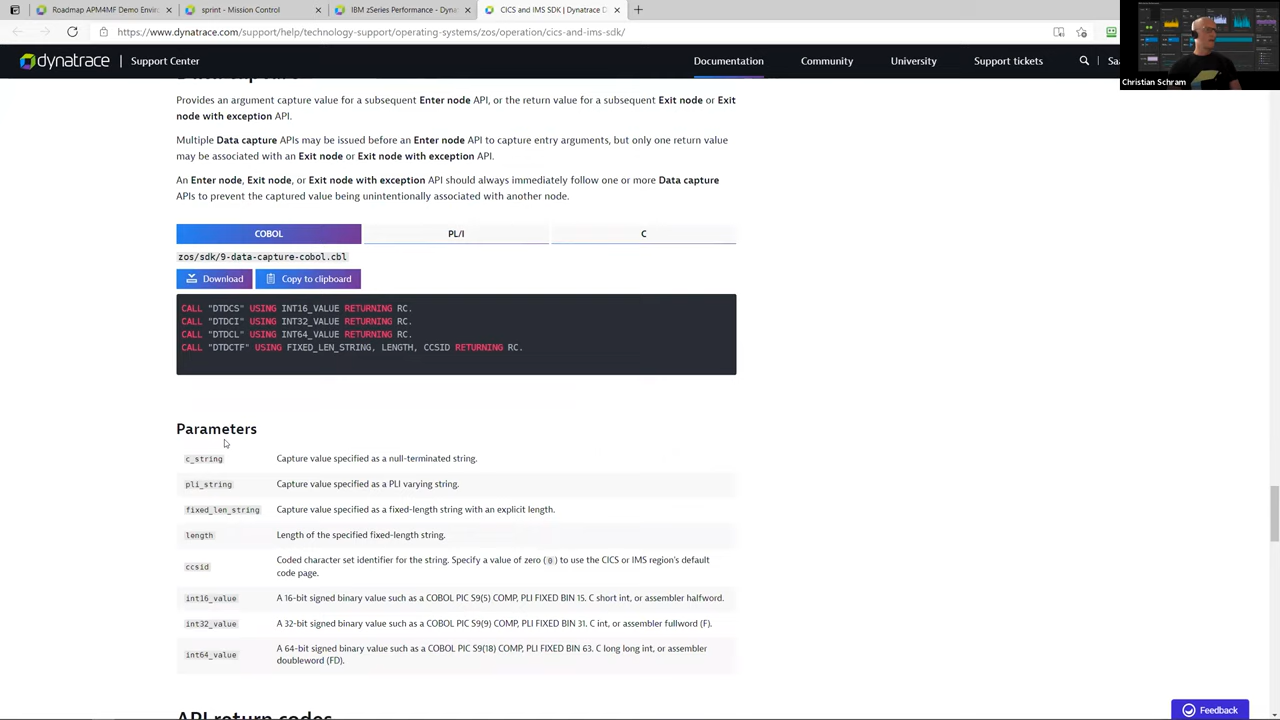 Roadmap APM4MF Demo Enviro
sprint - Mission Control
IBM zSeries Performance - Dynat
CICS and IMS SDK | Dynatrace D
https://www.dynatrace.com/support/help/technology-support/operating-systems/zos/operation/cics-and-ims-sdk/
dynatrace Support Center
Documentation Community University Support tickets
Christian Schram
Provides an argument capture value for a subsequent Enter node API, or the return value for a subsequent Exit node or Exit
node with exception API.
Multiple Data capture APIs may be issued before an Enter node API to capture entry arguments, but only one return value
may be associated with an Exit node or Exit node with exception API.
An Enter node, Exit node, or Exit node with exception API should always immediately follow one or more Data capture
APIs to prevent the captured value being unintentionally associated with another node.
COBOL PL/I C
zos/sdk/9-data-capture-cobol.cbl
Download Copy to clipboard
CALL "DTDCS" USING INT16_VALUE RETURNING RC.
CALL "DTDCI" USING INT32_VALUE RETURNING RC.
CALL "DTDCL" USING INT64_VALUE RETURNING RC.
CALL "DTDCTF" USING FIXED_LEN_STRING, LENGTH, CCSID RETURNING RC.
Parameters
c_string Capture value specified as a null-terminated string.
pli_string Capture value specified as a PLI varying string.
fixed_len_string Capture value specified as a fixed-length string with an explicit length.
length Length of the specified fixed-length string.
ccsid Coded character set identifier for the string. Specify a value of zero (0) to use the CICS or IMS region's default
code page.
int16_value A 16-bit signed binary value such as a COBOL PIC S9(5) COMP, PLI FIXED BIN 15. C short int, or assembler halfword.
int32_value A 32-bit signed binary value such as a COBOL PIC S9(9) COMP, PLI FIXED BIN 31. C int, or assembler fullword (F).
int64_value A 64-bit signed binary value such as a COBOL PIC S9(18) COMP, PLI FIXED BIN 63. C long long int, or assembler
doubleword (FD).
API return codes
Feedback